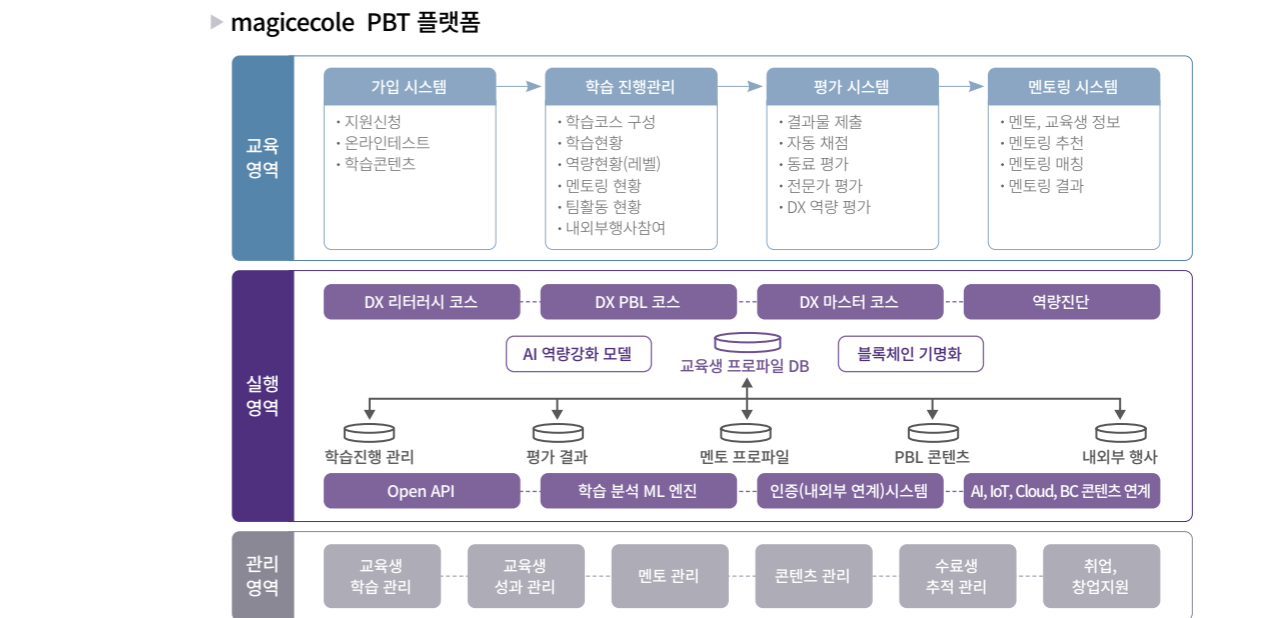 ▶ magicecole PBT 플랫폼
교육
영역
가입 시스템
· 지원신청
· 온라인테스트
· 학습콘텐츠
학습 진행관리
· 학습코스 구성
· 학습현황
· 역량현황(레벨)
· 멘토링 현황
· 팀활동 현황
· 내외부행사참여
평가 시스템
· 결과물 제출
· 자동 채점
· 동료 평가
· 전문가 평가
· DX 역량 평가
멘토링 시스템
· 멘토, 교육생 정보
· 멘토링 추천
· 멘토링 매칭
· 멘토링 결과
실행
영역
DX 리터러시 코스
DX PBL 코스
DX 마스터 코스
역량진단
AI 역량강화 모델
교육생 프로파일 DB
블록체인 기명화
학습진행 관리
평가 결과
멘토 프로파일
PBL 콘텐츠
내외부 행사
Open API
학습 분석 ML 엔진
인증(내외부 연계)시스템
AI, IoT, Cloud, BC 콘텐츠 연계
관리
영역
교육생
학습 관리
교육생
성과 관리
멘토 관리
콘텐츠 관리
수료생
추적 관리
취업,
창업지원